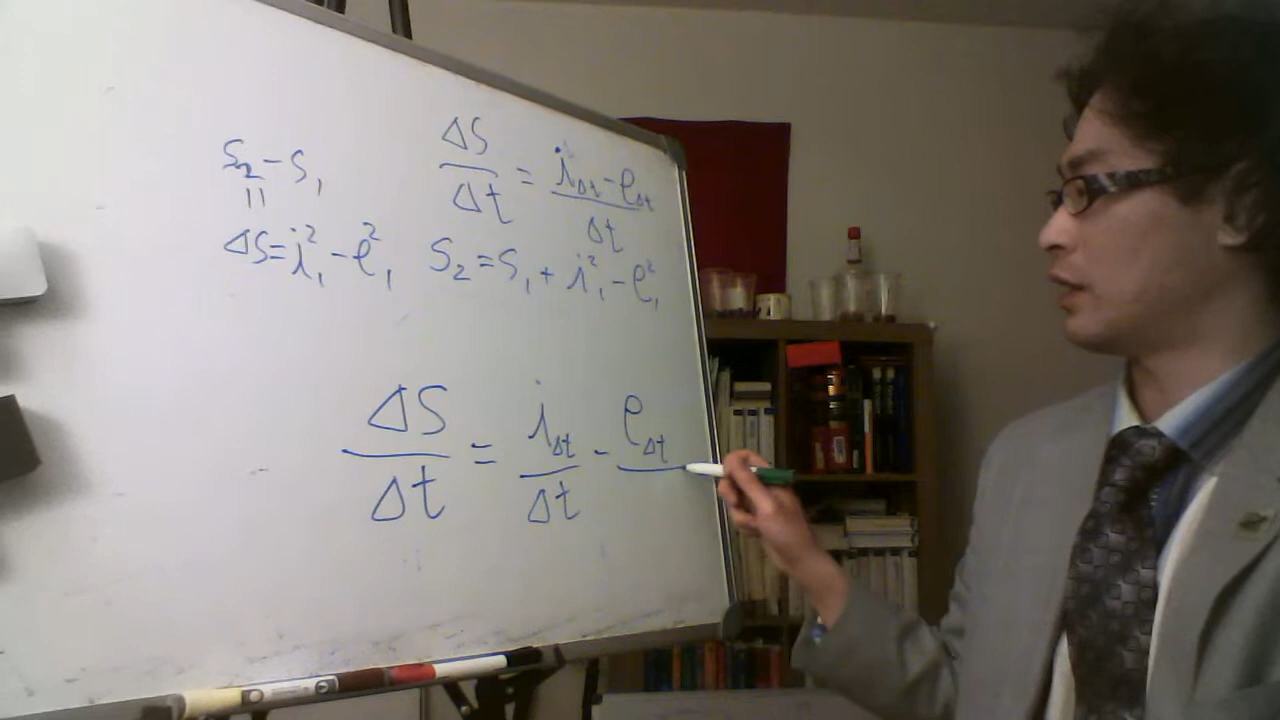 S₂ - S₁
ΔS/Δt = (i_Δt - e_Δt)/Δt
||
ΔS = i₁² - e₁²
S₂ = S₁ + i₁² - e₁²
ΔS/Δt = i_Δt/Δt - e_Δt/